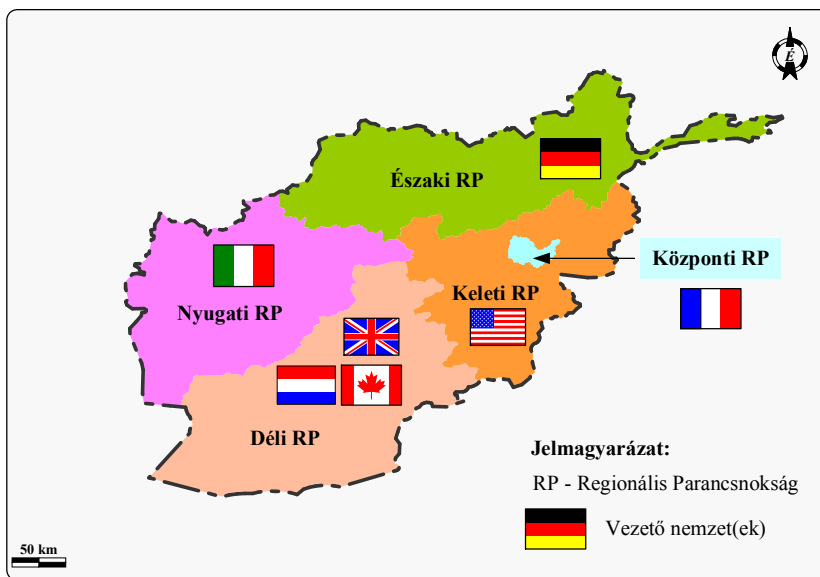 É
Északi RP
Központi RP
Keleti RP
Nyugati RP
Déli RP
Jelmagyarázat:
RP - Regionális Parancsnokság
Vezető nemzet(ek)
50 km